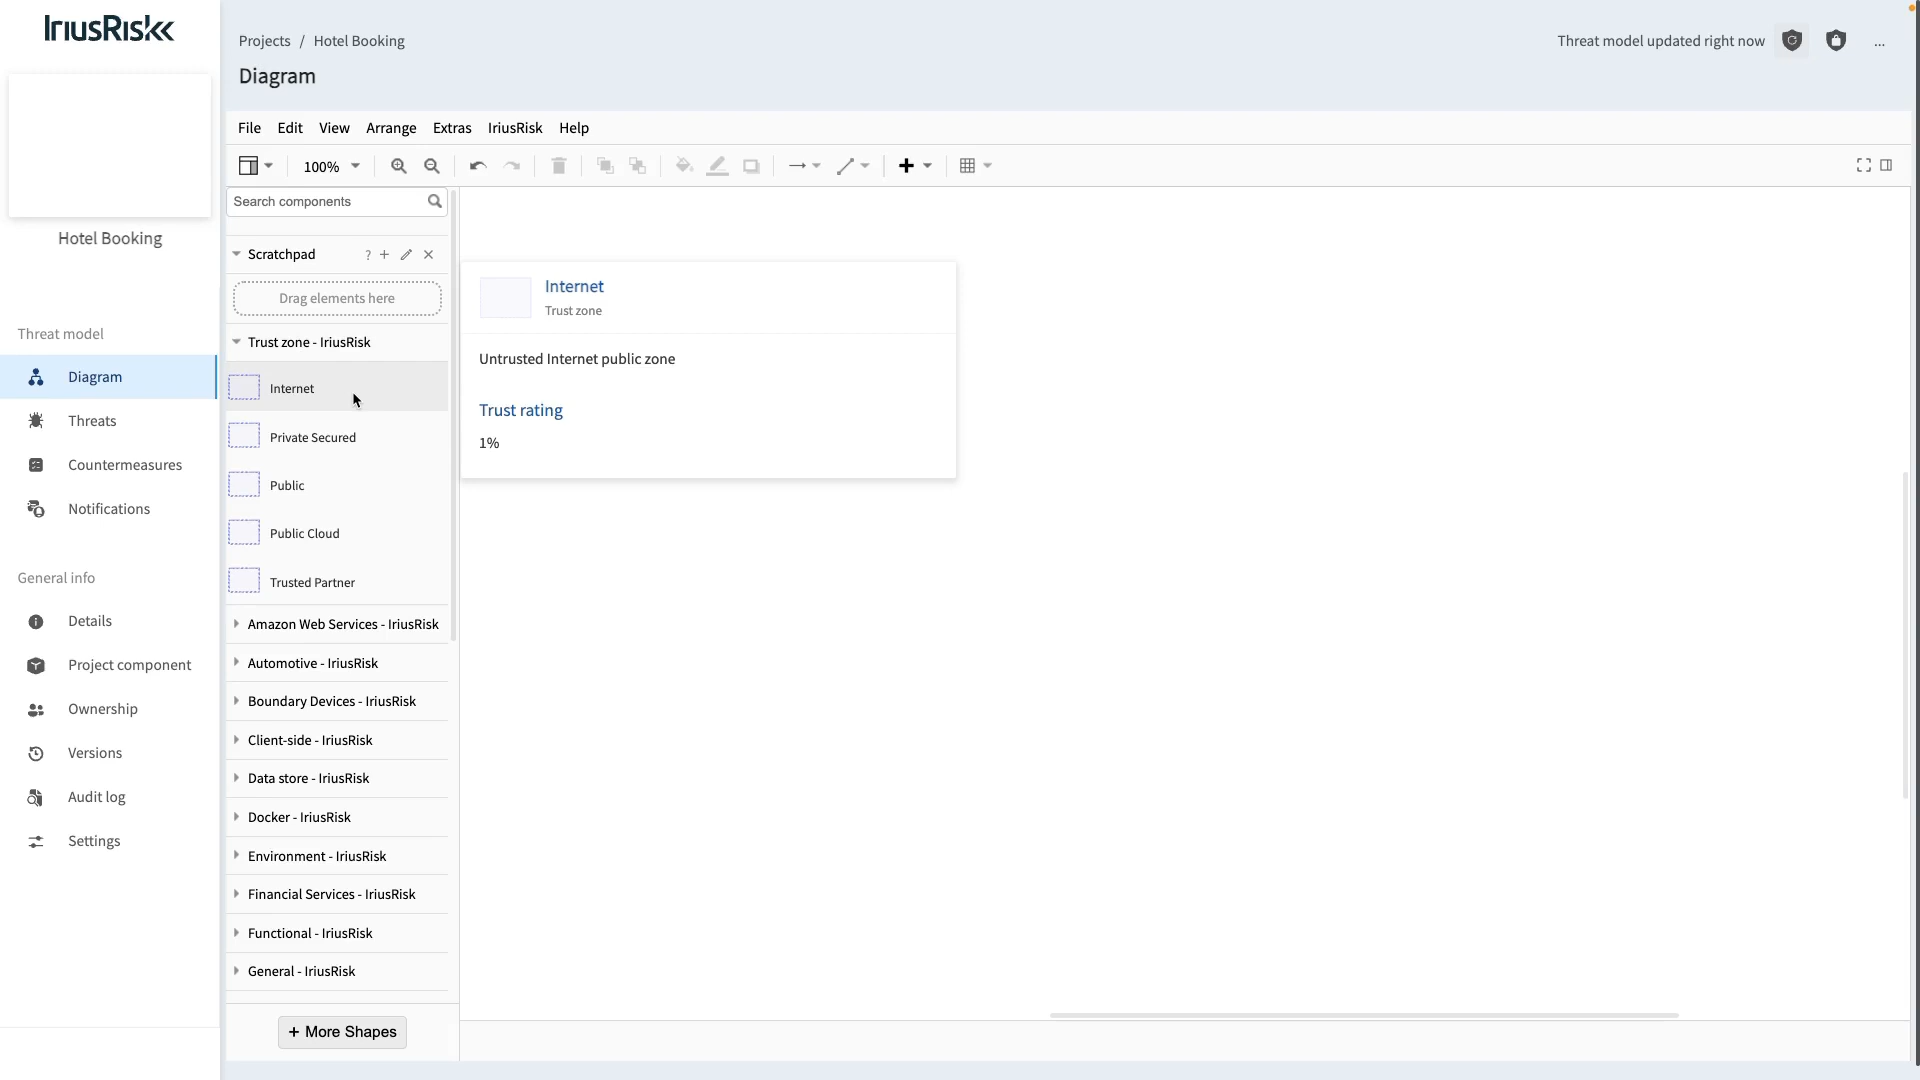 IriusRisk
Projects / Hotel Booking
Threat model updated right now
...
Diagram
File Edit View Arrange Extras IriusRisk Help
100%
Search components
Hotel Booking
Scratchpad ? + ×
Drag elements here
Internet
Trust zone
Untrusted Internet public zone
Trust rating
1%
Threat model
Diagram
Threats
Countermeasures
Notifications
General info
Details
Project component
Ownership
Versions
Audit log
Settings
Trust zone - IriusRisk
Internet
Private Secured
Public
Public Cloud
Trusted Partner
Amazon Web Services - IriusRisk
Automotive - IriusRisk
Boundary Devices - IriusRisk
Client-side - IriusRisk
Data store - IriusRisk
Docker - IriusRisk
Environment - IriusRisk
Financial Services - IriusRisk
Functional - IriusRisk
General - IriusRisk
+ More Shapes